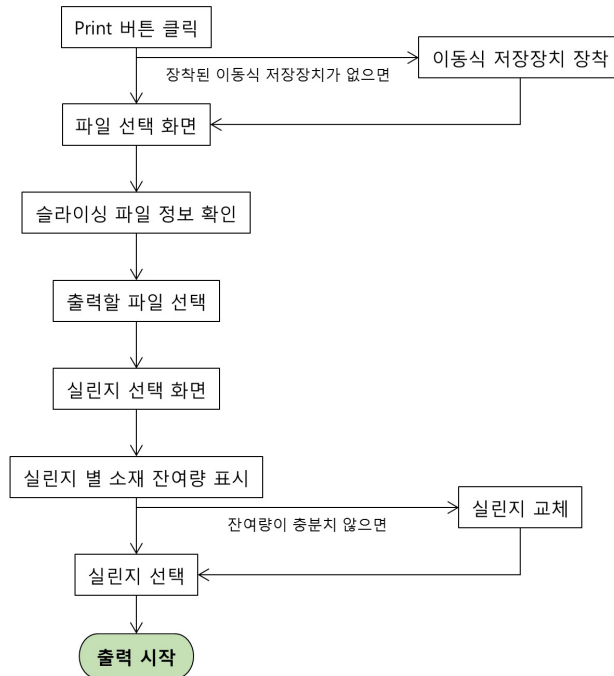 Print 버튼 클릭
장착된 이동식 저장장치가 없으면
이동식 저장장치 장착
파일 선택 화면
슬라이싱 파일 정보 확인
출력할 파일 선택
실린지 선택 화면
실린지 별 소재 잔여량 표시
잔여량이 충분치 않으면
실린지 교체
실린지 선택
출력 시작